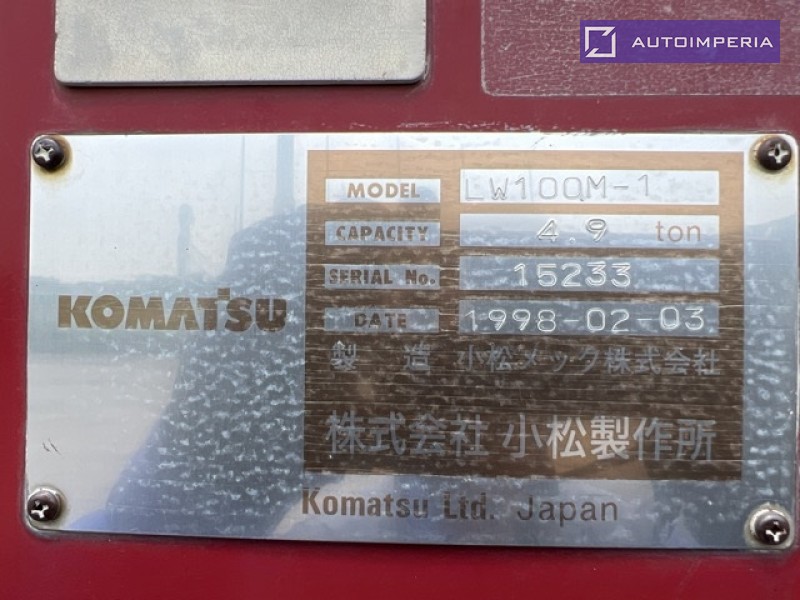 AUTOIMPERIA
MODEL LW100M-1
CAPACITY 4.9 ton
SERIAL No. 15233
DATE 1998-02-03
KOMATSU
製造 小松メック株式会社
株式会社 小松製作所
Komatsu Ltd. Japan